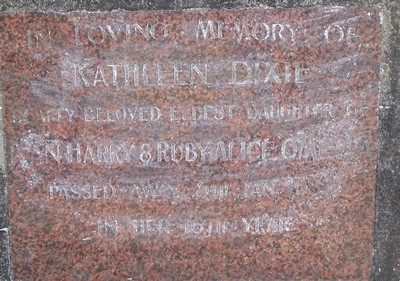 IN LOVING MEMORY OF
KATHLEEN DIXIE
BELOVED ELDEST DAUGHTER OF
HARRY & RUBY ALICE
PASSED AWAY JAN.
IN HER 16TH YEAR